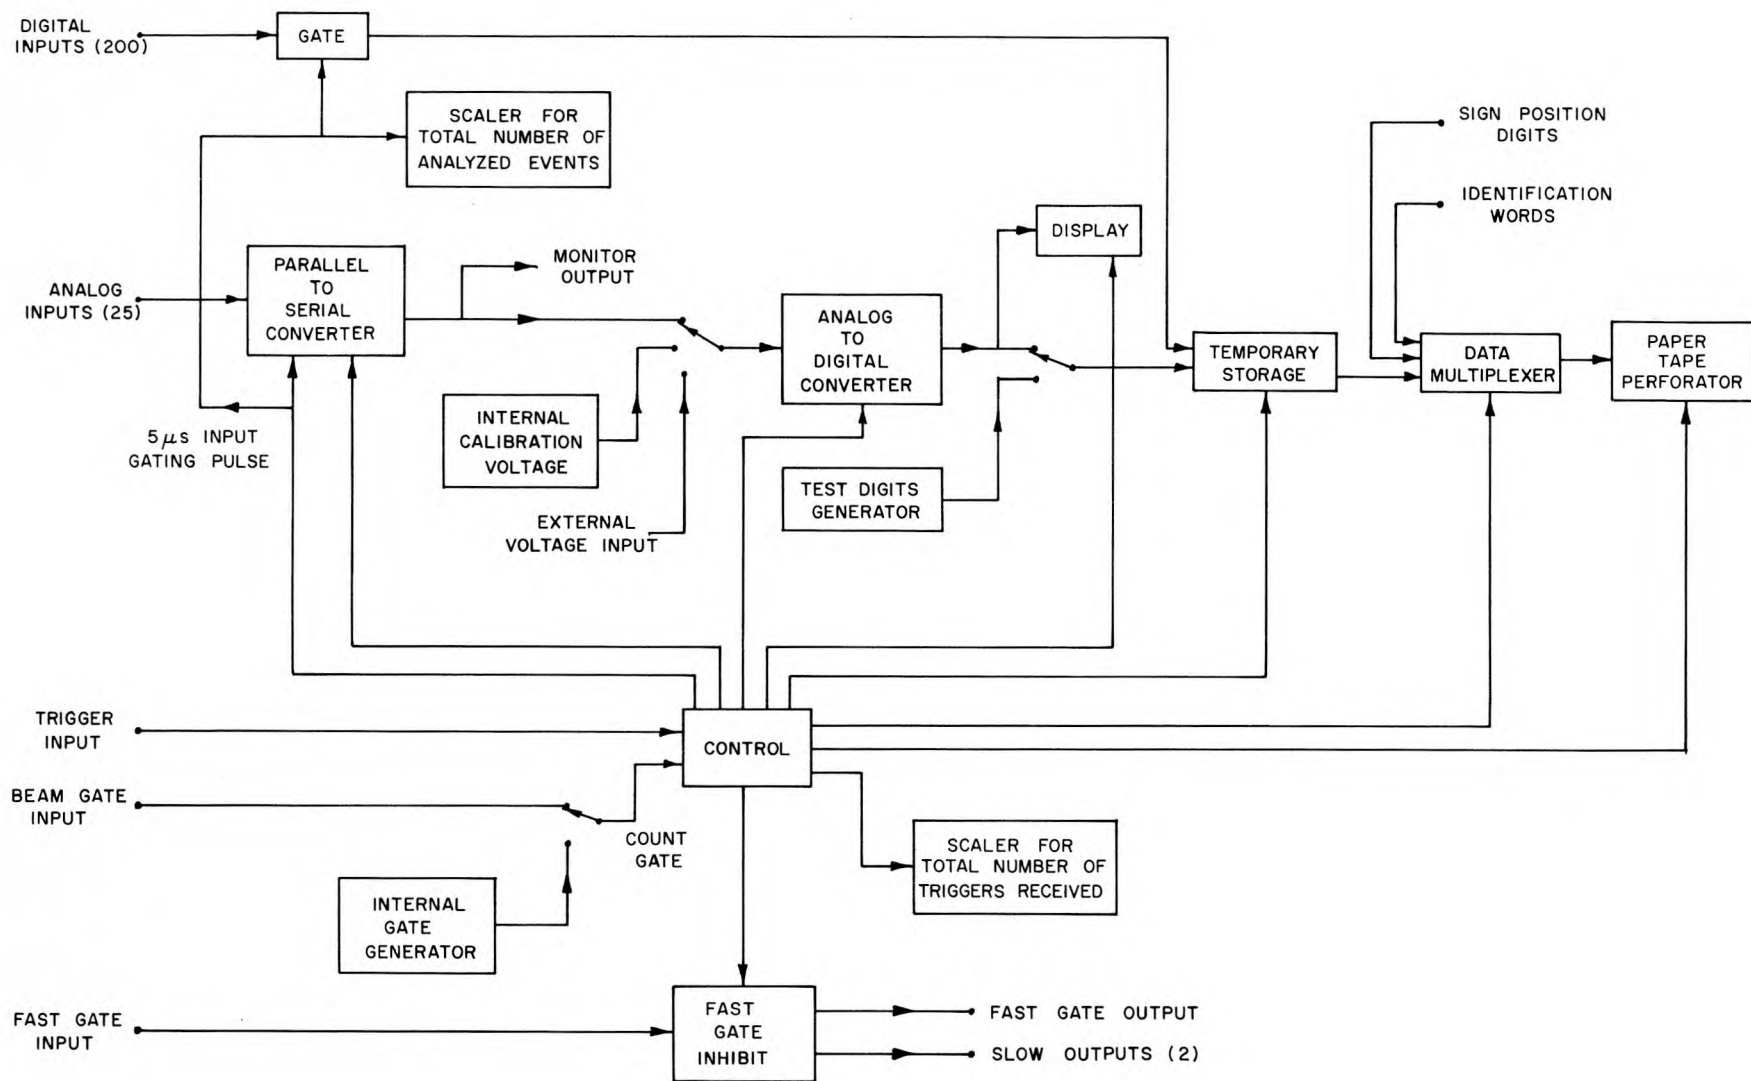 DIGITAL
INPUTS (200)
GATE
SCALER FOR
TOTAL NUMBER OF
ANALYZED EVENTS
SIGN POSITION
DIGITS
IDENTIFICATION
WORDS
DISPLAY
ANALOG
INPUTS (25)
PARALLEL
TO
SERIAL
CONVERTER
MONITOR
OUTPUT
ANALOG
TO
DIGITAL
CONVERTER
TEMPORARY
STORAGE
DATA
MULTIPLEXER
PAPER
TAPE
PERFORATOR
5 μs INPUT
GATING PULSE
INTERNAL
CALIBRATION
VOLTAGE
EXTERNAL
VOLTAGE INPUT
TEST DIGITS
GENERATOR
TRIGGER
INPUT
CONTROL
BEAM GATE
INPUT
COUNT
GATE
INTERNAL
GATE
GENERATOR
SCALER FOR
TOTAL NUMBER OF
TRIGGERS RECEIVED
FAST GATE
INPUT
FAST
GATE
INHIBIT
FAST GATE OUTPUT
SLOW OUTPUTS (2)